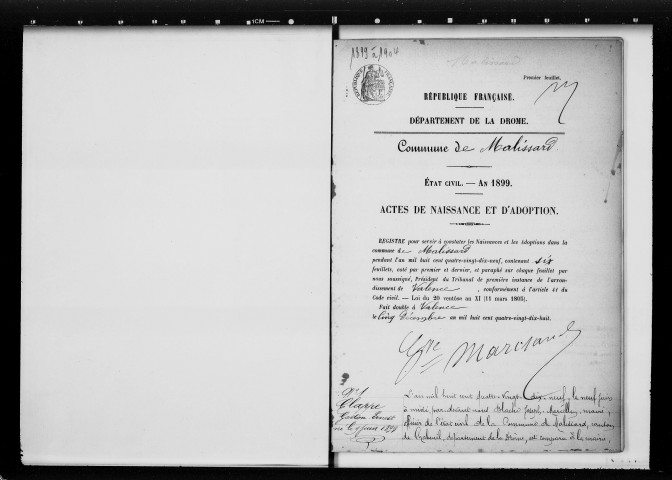 1CM
1899 à 1904
Malissard
Premier feuillet.
RÉPUBLIQUE FRANÇAISE.
DÉPARTEMENT DE LA DROME.
Commune de Malissard
ÉTAT CIVIL. — AN 1899.
ACTES DE NAISSANCE ET D'ADOPTION.
REGISTRE pour servir à constater les Naissances et les Adoptions dans la
commune de Malissard
pendant l'an mil huit cent quatre-vingt-dix-neuf, contenant six
feuillets, coté par premier et dernier, et paraphé sur chaque feuillet par
nous soussigné, Président du Tribunal de première instance de l'arron-
dissement de Valence, conformément à l'article 41 du
Code civil. — Loi du 20 ventôse an XI (11 mars 1803).
Fait double à Valence
le cinq Décembre an mil huit cent quatre-vingt-dix-huit.
Marchand
N° 1
Gaston Ernest
L'an mil huit cent quatre-vingt-dix-neuf, le neuf
à midi, par devant nous maire,
officier de l'état civil de la Commune de Malissard, canton
de département de la Drôme, est comparu à la mairie,